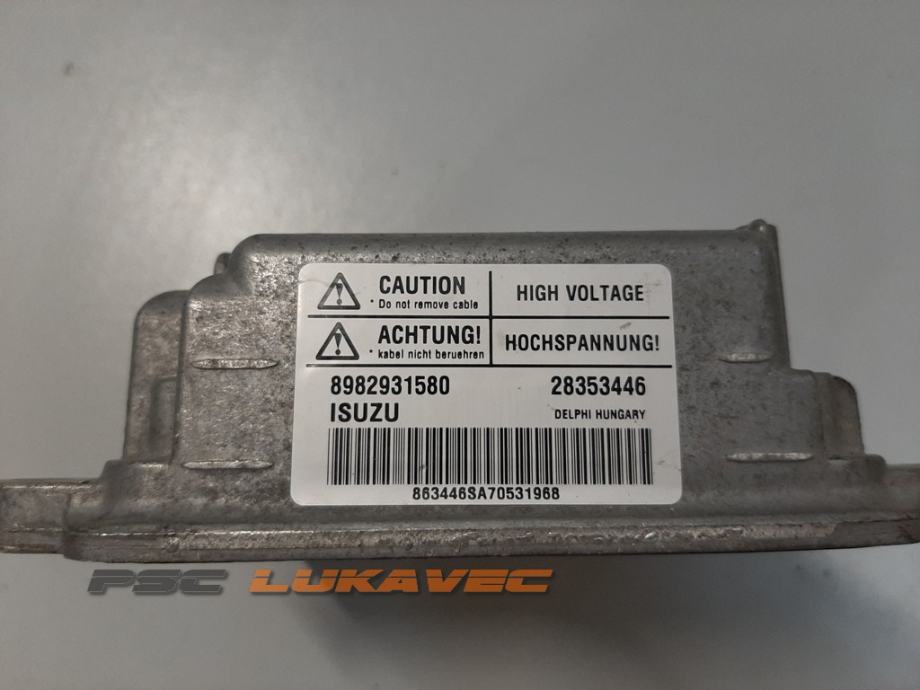 CAUTION
* Do not remove cable
HIGH VOLTAGE
ACHTUNG!
* kabel nicht beruehren
HOCHSPANNUNG!
8982931580 28353446
ISUZU DELPHI HUNGARY
863446SA70531968
PSC LUKAVEC